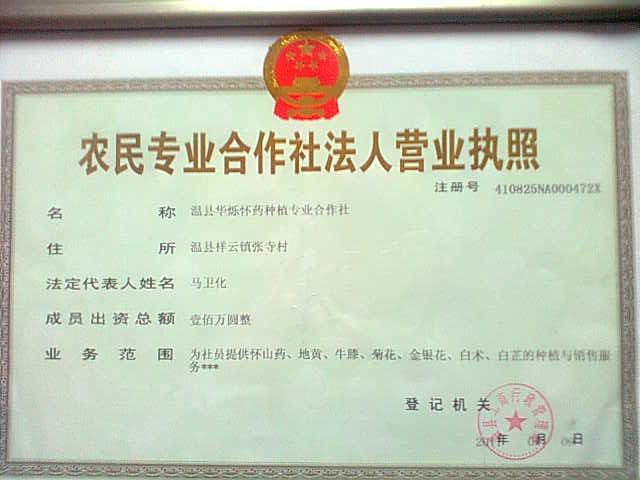 农民专业合作社法人营业执照
注册号 410825NA000472X
名称 温县华烁怀药种植专业合作社
住所 温县祥云镇张寺村
法定代表人姓名 马卫化
成员出资总额 壹佰万圆整
业务范围 为社员提供怀山药、地黄、牛膝、菊花、金银花、白术、白芷的种植与销售服
务***
登记机关
年 月 日